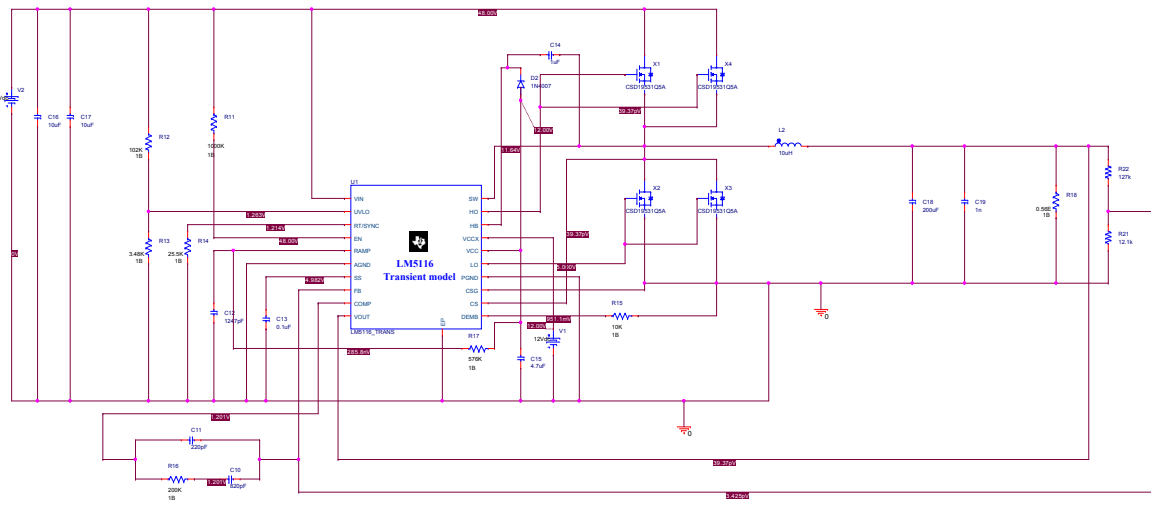 48.00V
C14
1uF
X1
X4
D2
1N4007
CSD19531Q5A
CSD19531Q5A
V2
C16
10uF
C17
10uF
R11
1000K
1B
39.37pV
12.00V
R12
102K
1B
L2
10uH
11.64V
R22
127k
U1
X2
X3
VIN
SW
UVLO
HO
1.263V
CSD19531Q5A
CSD19531Q5A
R18
0.56E
1B
C18
200uF
C19
1n
RT/SYNC
HB
1.214V
EN
VCCX
48.00V
39.37pV
R21
12.1k
R13
3.48K
1B
R14
25.5K
1B
RAMP
VCC
AGND
LO
LM5116
Transient model
SS
PGND
4.982V
FB
CSG
COMP
CS
VOUT
DEMB
EP
LM5116_TRANS
C12
1247pF
C13
0.1uF
R15
10K
1B
0
951.1mV
12.00V
V1
R17
576K
1B
285.8nV
C15
4.7uF
1.201V
0
C11
220pF
R16
200K
1B
1.201V
C10
820pF
39.37pV
3.425pV